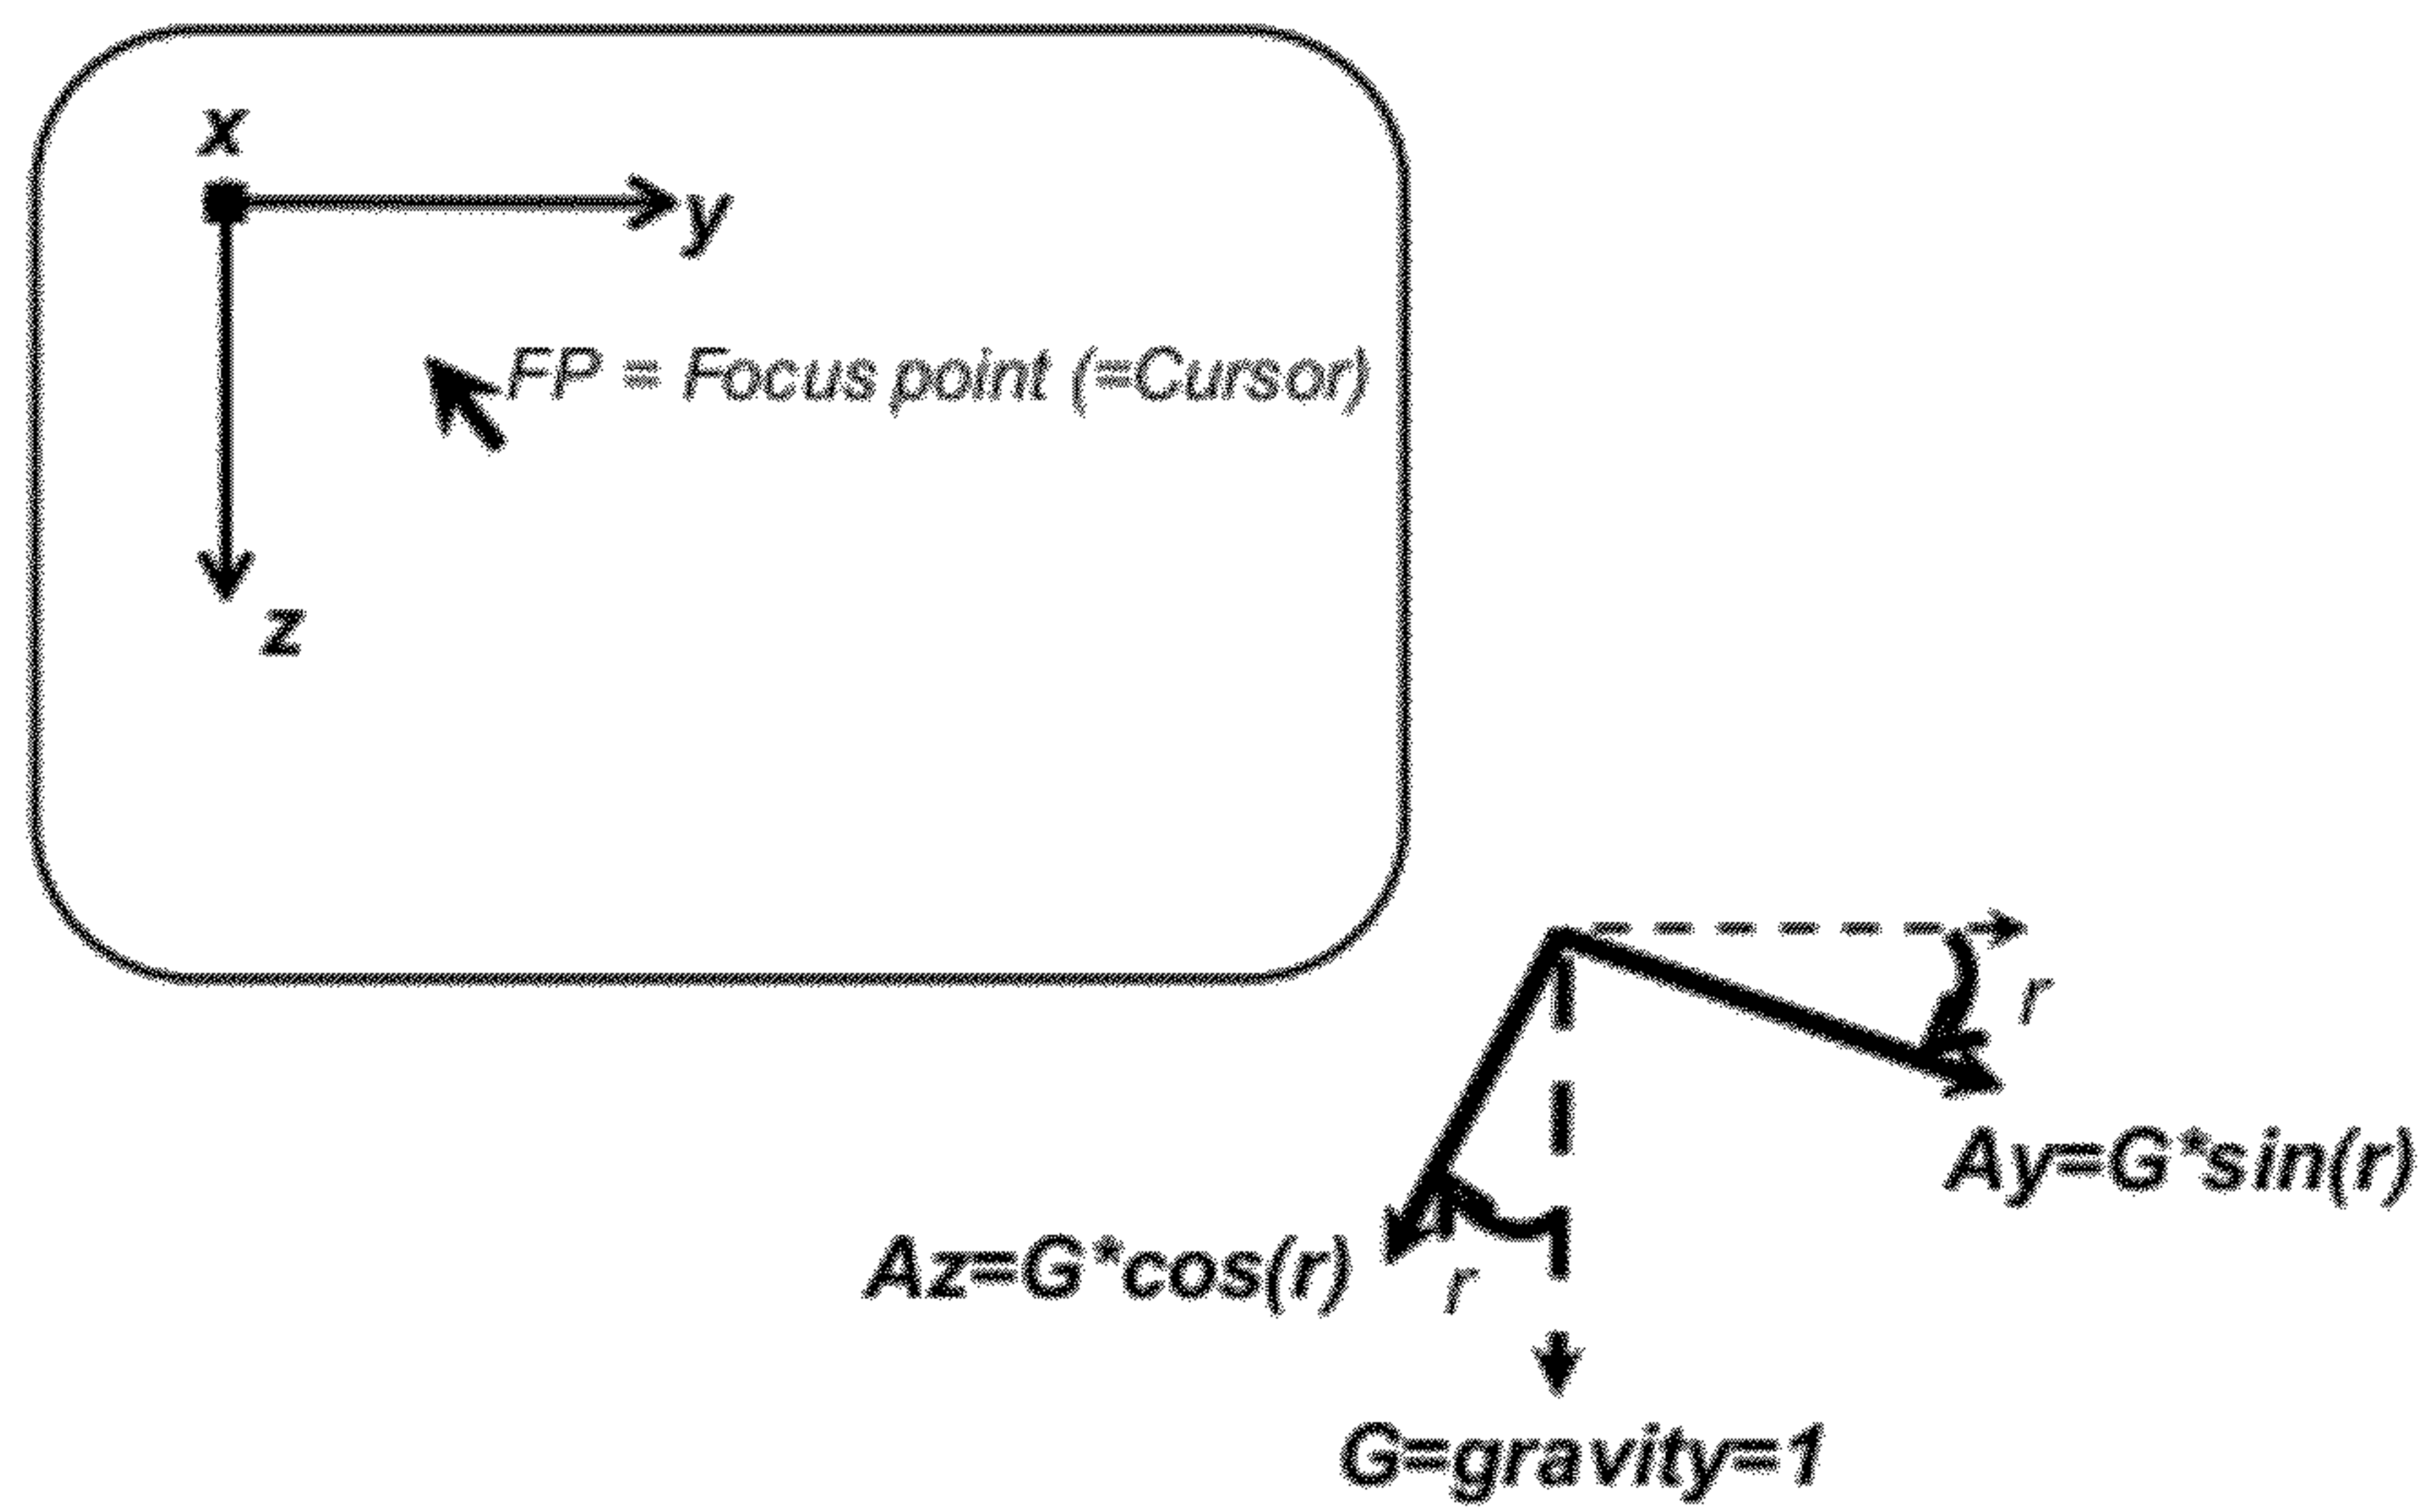 x
y
FP = Focus point (=Cursor)
z
r
Ay=G*sin(r)
Az=G*cos(r)
r
G=gravity=1